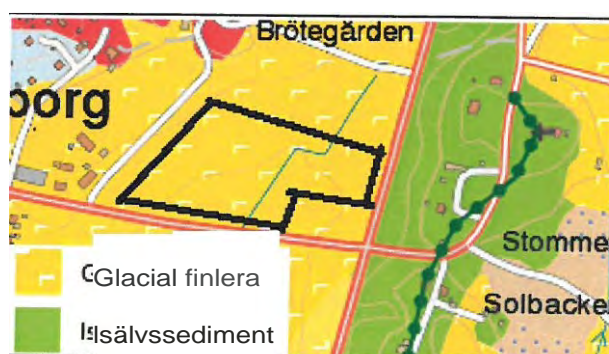 Brötegården
borg
Stomme
Solbacke
Glacial finlera
Isälvssediment